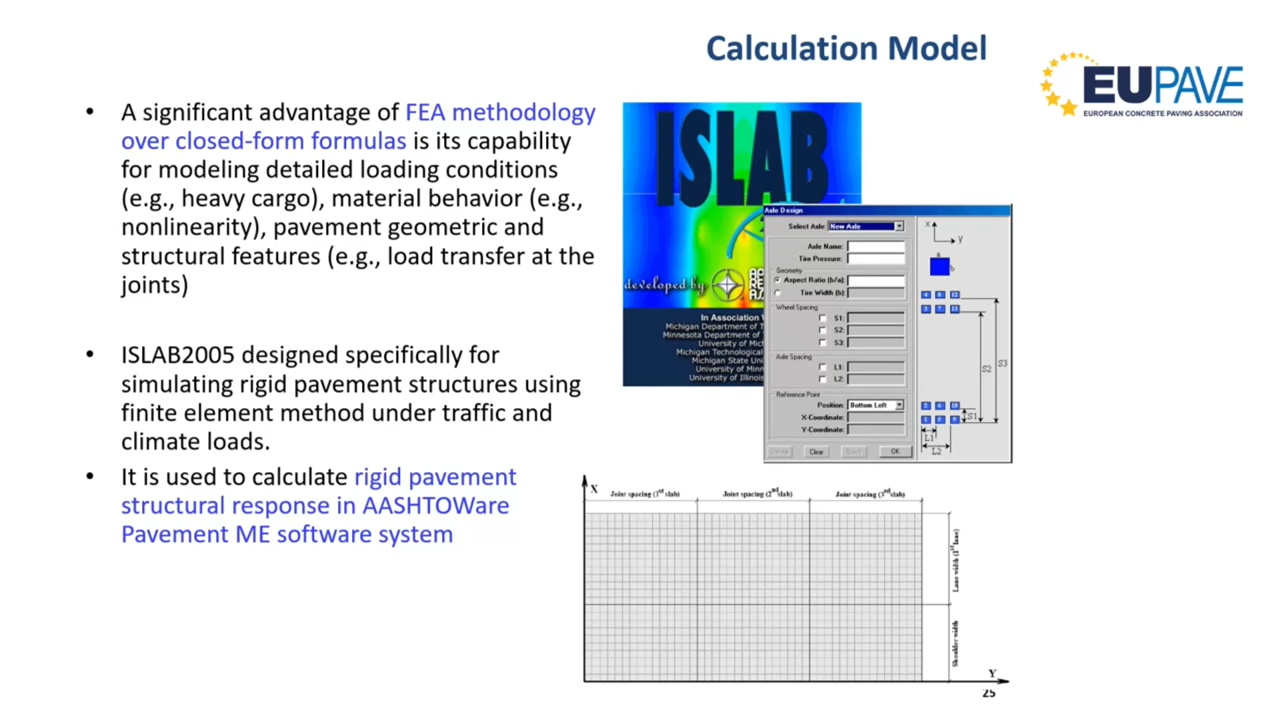 Calculation Model
EUPAVE
EUROPEAN CONCRETE PAVING ASSOCIATION
• A significant advantage of FEA methodology
over closed-form formulas is its capability
for modeling detailed loading conditions
(e.g., heavy cargo), material behavior (e.g.,
nonlinearity), pavement geometric and
structural features (e.g., load transfer at the
joints)
• ISLAB2005 designed specifically for
simulating rigid pavement structures using
finite element method under traffic and
climate loads.
• It is used to calculate rigid pavement
structural response in AASHTOWare
Pavement ME software system
ISLAB
developed by
In Association
Michigan Department of T
Minnesota Department of
University of Mic
Michigan Technological
Michigan State Uni
University of Minn
University of Illinois
Axle Design
Select Axle: New Axle
Axle Name:
Tire Pressure:
Geometry
Aspect Ratio (b/a):
Tire Width (b):
Wheel Spacing
S1:
S2:
S3:
Axle Spacing
L1:
L2:
Reference Point
Position: Bottom Left
X-Coordinate:
Y-Coordinate:
Clear
OK
x
y
a
b
S3
S2
S1
L1
L2
X
Joint spacing (1st slab)
Joint spacing (2nd slab)
Joint spacing (3rd slab)
Lane width (1st lane)
Shoulder width
Y
25